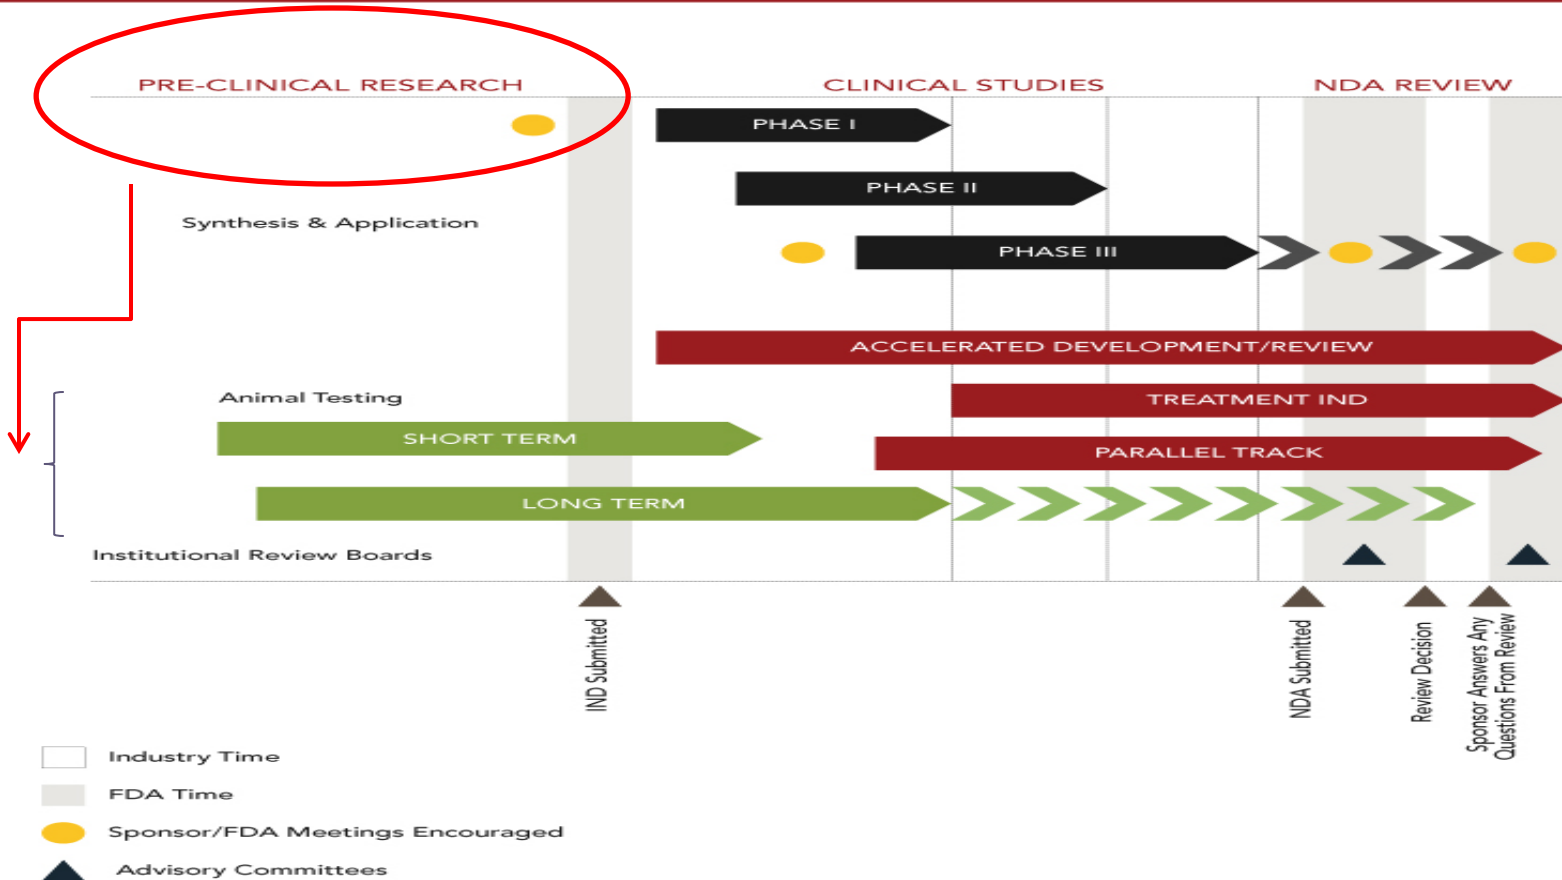 PRE-CLINICAL RESEARCH
CLINICAL STUDIES
NDA REVIEW
PHASE I
PHASE II
Synthesis & Application
PHASE III
ACCELERATED DEVELOPMENT/REVIEW
Animal Testing
TREATMENT IND
SHORT TERM
PARALLEL TRACK
LONG TERM
Institutional Review Boards
IND Submitted
NDA Submitted
Review Decision
Sponsor Answers Any
Questions From Review
Industry Time
FDA Time
Sponsor/FDA Meetings Encouraged
Advisory Committees